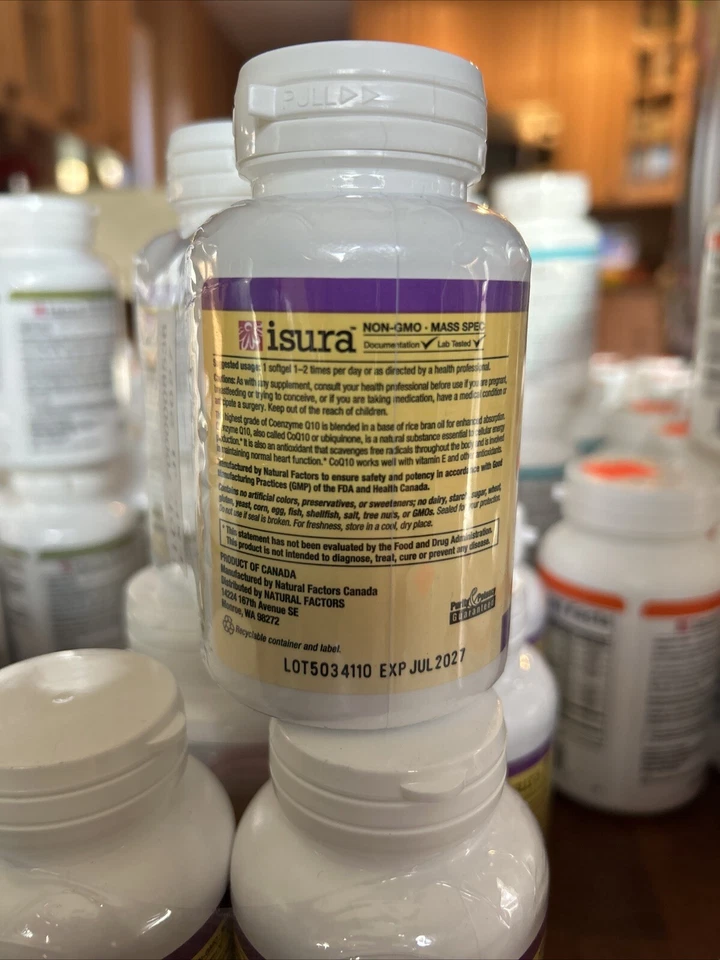 PULL
isura™ NON-GMO · MASS SPEC
Documentation Lab Tested
Suggested usage: 1 softgel 1–2 times per day or as directed by a health professional.
Cautions: As with any supplement, consult your health professional before use if you are pregnant,
breastfeeding or trying to conceive, or if you are taking medication, have a medical condition or
anticipate a surgery. Keep out of the reach of children.
highest grade of Coenzyme Q10 is blended in a base of rice bran oil for enhanced absorption.
Coenzyme Q10, also called CoQ10 or ubiquinone, is a natural substance essential to cellular energy
production.* It is also an antioxidant that scavenges free radicals throughout the body and is involved
maintaining normal heart function.* CoQ10 works well with vitamin E and other antioxidants.
Manufactured by Natural Factors to ensure safety and potency in accordance with Good
Manufacturing Practices (GMP) of the FDA and Health Canada.
Contains no artificial colors, preservatives, or sweeteners; no dairy, starch, sugar, wheat,
gluten, yeast, corn, egg, fish, shellfish, salt, tree nuts, or GMOs. Sealed for your protection.
Do not use if seal is broken. For freshness, store in a cool, dry place.
* This statement has not been evaluated by the Food and Drug Administration.
This product is not intended to diagnose, treat, cure or prevent any disease.
PRODUCT OF CANADA
Manufactured by Natural Factors Canada
Distributed by NATURAL FACTORS
14224 167th Avenue SE
Monroe, WA 98272
Purity & Potency
Guaranteed
Recyclable container and label.
LOT5034110 EXP JUL2027